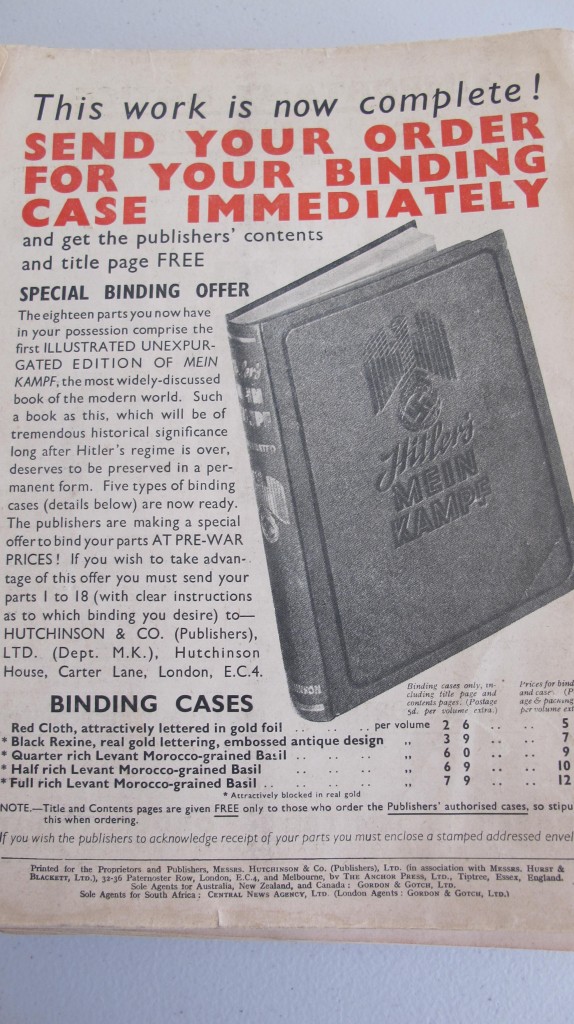 This work is now complete!
SEND YOUR ORDER
FOR YOUR BINDING
CASE IMMEDIATELY
and get the publishers' contents
and title page FREE
SPECIAL BINDING OFFER
The eighteen parts you now have
in your possession comprise the
first ILLUSTRATED UNEXPUR-
GATED EDITION OF MEIN
KAMPF, the most widely-discussed
book of the modern world. Such
a book as this, which will be of
tremendous historical significance
long after Hitler's regime is over,
deserves to be preserved in a per-
manent form. Five types of binding
cases (details below) are now ready.
The publishers are making a special
offer to bind your parts AT PRE-WAR
PRICES! If you wish to take advan-
tage of this offer you must send your
parts 1 to 18 (with clear instructions
as to which binding you desire) to—
HUTCHINSON & CO. (Publishers),
LTD. (Dept. M.K.), Hutchinson
House, Carter Lane, London, E.C.4.
Hitler's
MEIN
KAMPF
BINDING CASES
Binding cases only, in-
cluding title page and
contents pages. (Postage
5d. per volume extra.)
Prices for bind
and case. (P
age & packing
per volume ext
Red Cloth, attractively lettered in gold foil .. .. per volume 2 6 .. .. 5
* Black Rexine, real gold lettering, embossed antique design ,, 3 9 .. .. 7
* Quarter rich Levant Morocco-grained Basil .. .. ,, 6 0 .. .. 9
* Half rich Levant Morocco-grained Basil .. .. ,, 6 9 .. .. 10
* Full rich Levant Morocco-grained Basil .. .. ,, 7 9 .. .. 12
* Attractively blocked in real gold
NOTE.—Title and Contents pages are given FREE only to those who order the Publishers' authorised cases, so stipu
this when ordering.
If you wish the publishers to acknowledge receipt of your parts you must enclose a stamped addressed envel
Printed for the Proprietors and Publishers, MESSRS. HUTCHINSON & CO. (Publishers), LTD. (in association with MESSRS. HURST &
BLACKETT, LTD.), 32-36 Paternoster Row, London, E.C.4, and Melbourne, by THE ANCHOR PRESS, LTD., Tiptree, Essex, England.
Sole Agents for Australia, New Zealand, and Canada: GORDON & GOTCH, LTD.
Sole Agents for South Africa: CENTRAL NEWS AGENCY, LTD. (London Agents: GORDON & GOTCH, LTD.)